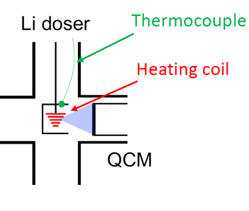 Li doser
Thermocouple
Heating coil
QCM